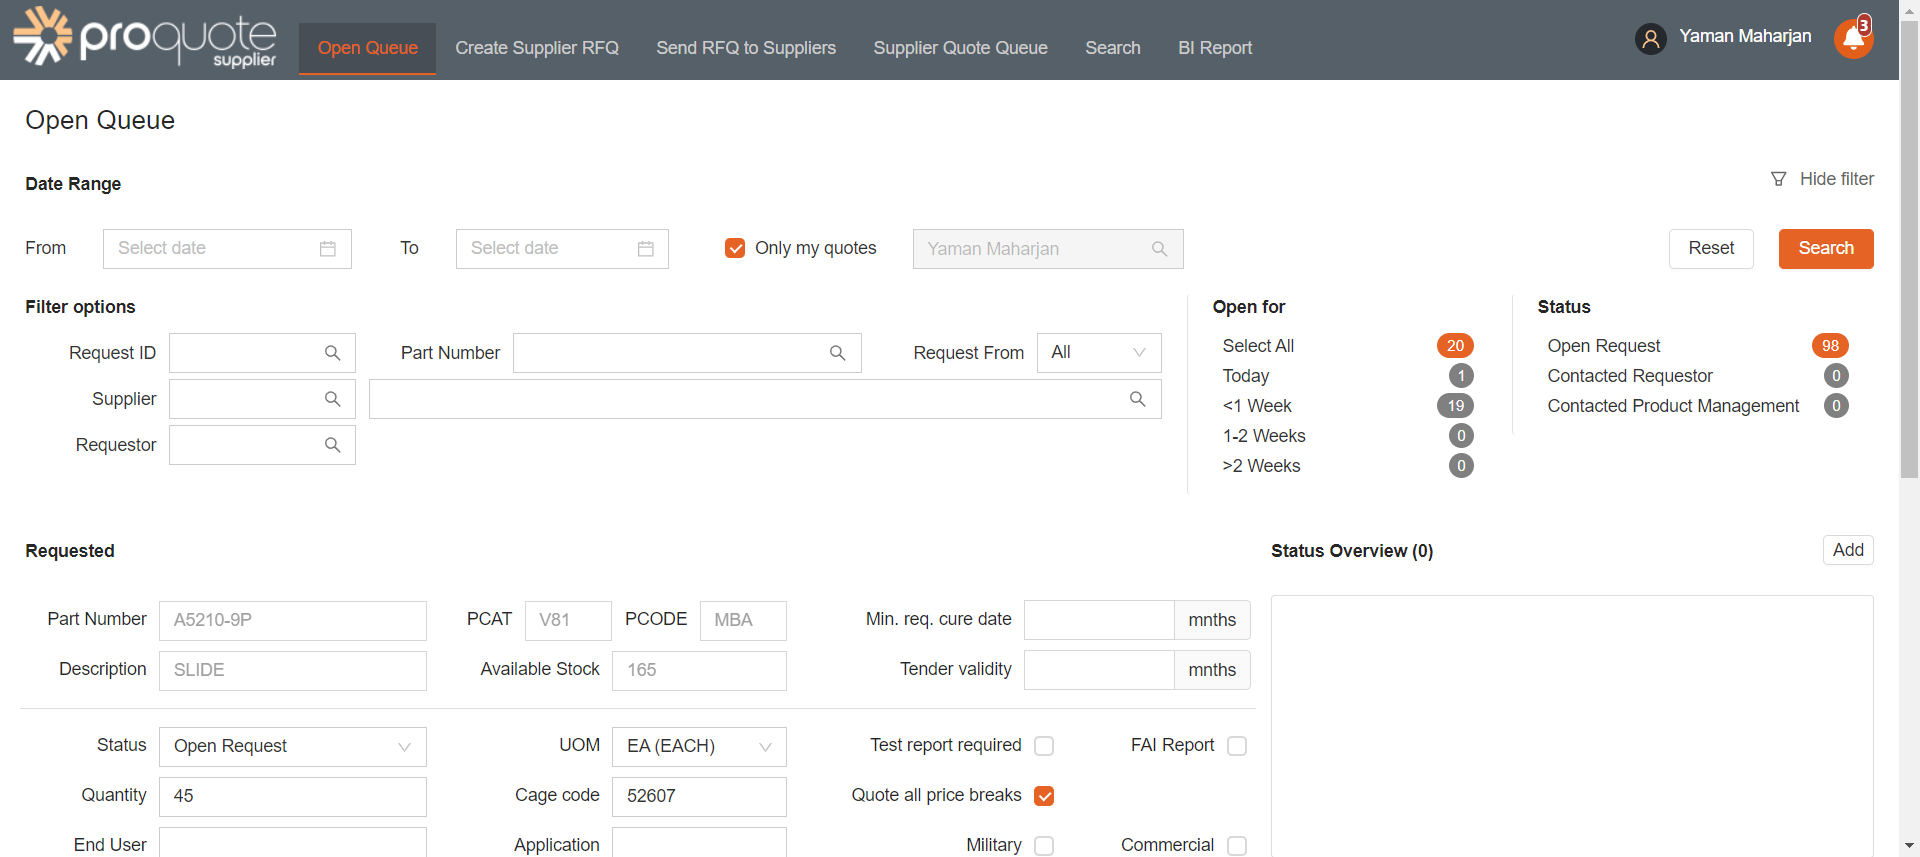 proquote supplier
Open Queue Create Supplier RFQ Send RFQ to Suppliers Supplier Quote Queue Search BI Report Yaman Maharjan 3
Open Queue
Date Range Hide filter
From Select date To Select date Only my quotes Yaman Maharjan Reset Search
Filter options
Request ID Part Number Request From All
Supplier
Requestor
Open for
Select All 20
Today 1
<1 Week 19
1-2 Weeks 0
>2 Weeks 0
Status
Open Request 98
Contacted Requestor 0
Contacted Product Management 0
Requested
Part Number A5210-9P PCAT V81 PCODE MBA Min. req. cure date mnths
Description SLIDE Available Stock 165 Tender validity mnths
Status Open Request UOM EA (EACH) Test report required FAI Report
Quantity 45 Cage code 52607 Quote all price breaks
End User Application Military Commercial
Status Overview (0) Add